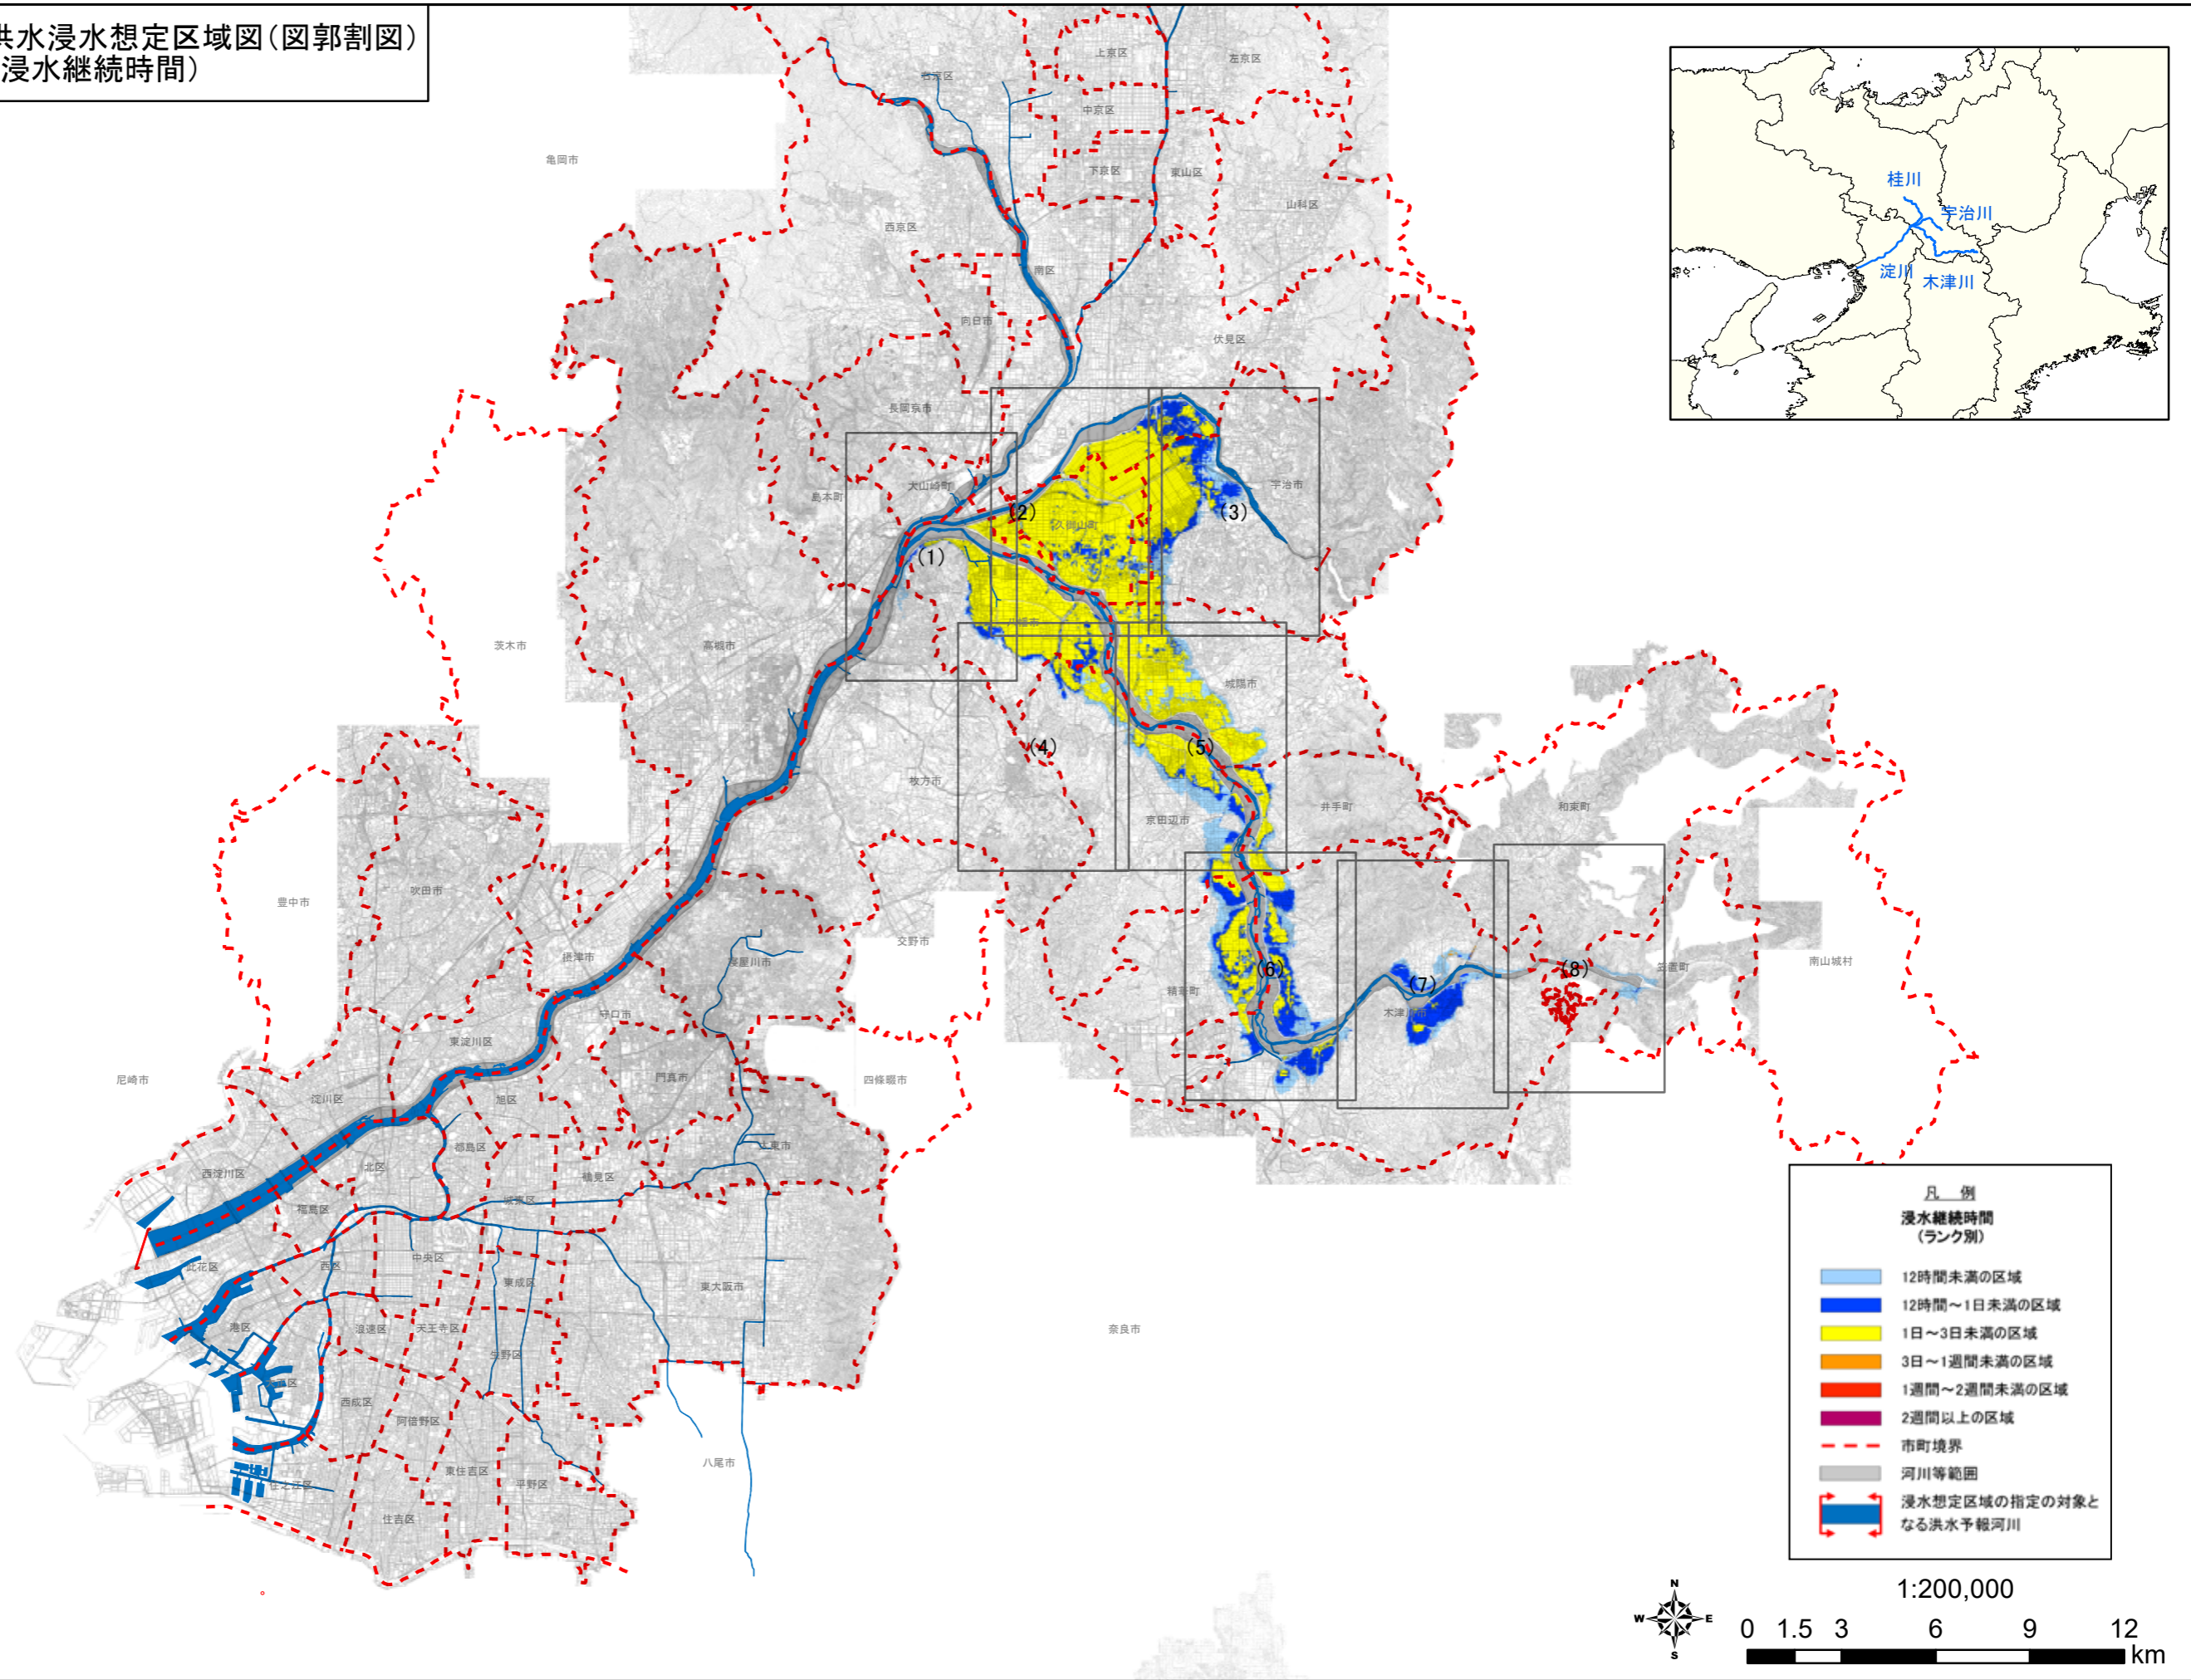 洪水浸水想定区域図(図郭割図)
浸水継続時間)
上京区
左京区
右京区
中京区
亀岡市
下京区
東山区
山科区
西京区
南区
向日市
伏見区
長岡京市
大山崎町
島本町
宇治市
(2)
(3)
久御山町
(1)
八幡市
茨木市
高槻市
城陽市
(4)
(5)
枚方市
井手町
和束町
京田辺市
吹田市
豊中市
交野市
摂津市
寝屋川市
(6)
(7)
(8)
笠置町
南山城村
精華町
木津川市
守口市
東淀川区
門真市
四條畷市
尼崎市
淀川区
旭区
都島区
大東市
北区
西淀川区
鶴見区
城東区
福島区
中央区
此花区
西区
東成区
東大阪市
港区
浪速区
天王寺区
奈良市
生野区
大正区
西成区
阿倍野区
八尾市
東住吉区
平野区
住之江区
住吉区
桂川
宇治川
淀川
木津川
凡 例
浸水継続時間
(ランク別)
12時間未満の区域
12時間～1日未満の区域
1日～3日未満の区域
3日～1週間未満の区域
1週間～2週間未満の区域
2週間以上の区域
市町境界
河川等範囲
浸水想定区域の指定の対象と
なる洪水予報河川
1:200,000
N
W
E
S
0 1.5 3 6 9 12
km